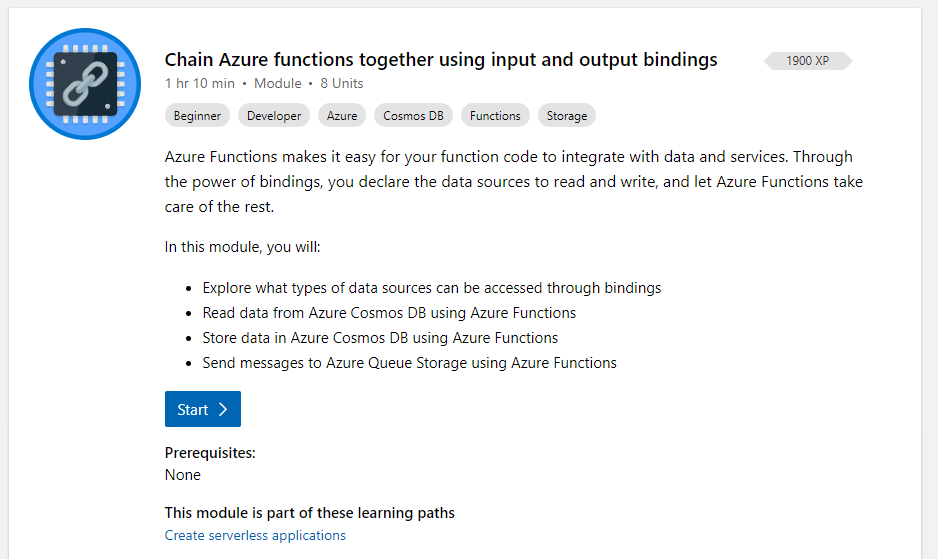 Chain Azure functions together using input and output bindings
1900 XP
1 hr 10 min • Module • 8 Units
Beginner Developer Azure Cosmos DB Functions Storage
Azure Functions makes it easy for your function code to integrate with data and services. Through
the power of bindings, you declare the data sources to read and write, and let Azure Functions take
care of the rest.
In this module, you will:
• Explore what types of data sources can be accessed through bindings
• Read data from Azure Cosmos DB using Azure Functions
• Store data in Azure Cosmos DB using Azure Functions
• Send messages to Azure Queue Storage using Azure Functions
Start
Prerequisites:
None
This module is part of these learning paths
Create serverless applications